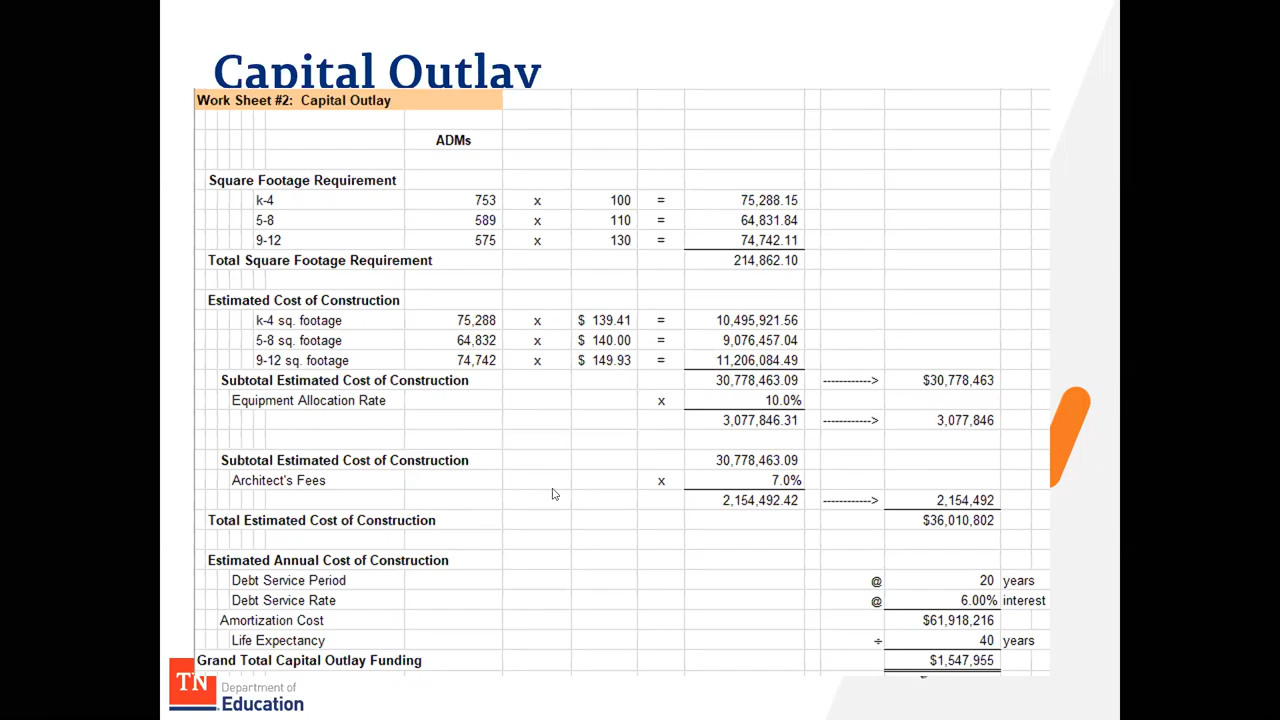 Capital Outlay
Work Sheet #2: Capital Outlay
ADMs
Square Footage Requirement
k-4 753 x 100 = 75,288.15
5-8 589 x 110 = 64,831.84
9-12 575 x 130 = 74,742.11
Total Square Footage Requirement 214,862.10
Estimated Cost of Construction
k-4 sq. footage 75,288 x $ 139.41 = 10,495,921.56
5-8 sq. footage 64,832 x $ 140.00 = 9,076,457.04
9-12 sq. footage 74,742 x $ 149.93 = 11,206,084.49
Subtotal Estimated Cost of Construction 30,778,463.09 ------------> $30,778,463
Equipment Allocation Rate x 10.0%
3,077,846.31 ------------> 3,077,846
Subtotal Estimated Cost of Construction 30,778,463.09
Architect's Fees x 7.0%
2,154,492.42 ------------> 2,154,492
Total Estimated Cost of Construction $36,010,802
Estimated Annual Cost of Construction
Debt Service Period @ 20 years
Debt Service Rate @ 6.00% interest
Amortization Cost $61,918,216
Life Expectancy ÷ 40 years
Grand Total Capital Outlay Funding $1,547,955
TN
Department of
Education